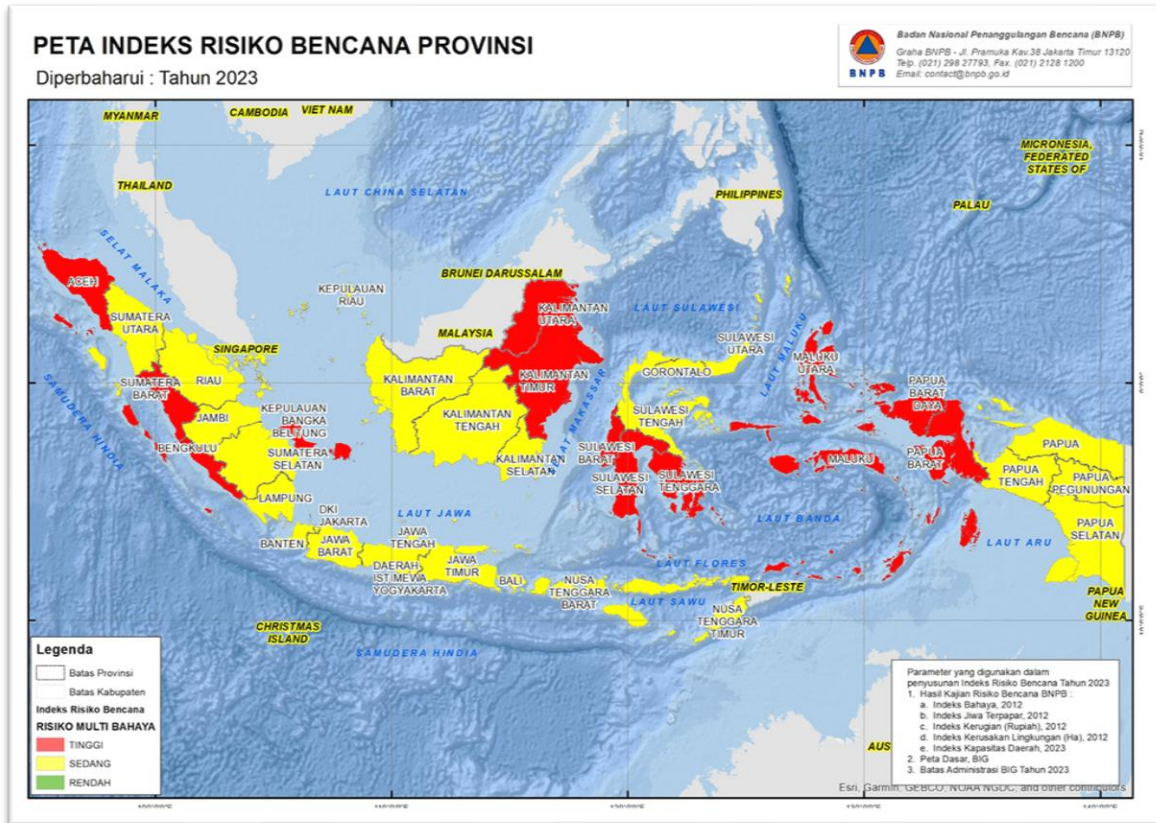 PETA INDEKS RISIKO BENCANA PROVINSI
Diperbaharui : Tahun 2023
BNPB
Badan Nasional Penanggulangan Bencana (BNPB)
Graha BNPB - Jl. Pramuka Kav.38 Jakarta Timur 13120
Telp. (021) 298 27793, Fax. (021) 2128 1200
Email: contact@bnpb.go.id
MYANMAR
CAMBODIA
VIET NAM
THAILAND
LAUT CHINA SELATAN
PHILIPPINES
MICRONESIA,
FEDERATED
STATES OF
PALAU
SELAT MALAKA
ACEH
BRUNEI DARUSSALAM
KEPULAUAN
RIAU
KALIMANTAN
UTARA
LAUT SULAWESI
SUMATERA
UTARA
MALAYSIA
SULAWESI
UTARA
LAUT MALUKU
SINGAPORE
MALUKU
UTARA
GORONTALO
SUMATERA
BARAT
RIAU
KALIMANTAN
BARAT
KALIMANTAN
TIMUR
SELAT MAKASSAR
PAPUA
BARAT
DAYA
SAMUDERA HINDIA
JAMBI
KEPULAUAN
BANGKA
BELITUNG
KALIMANTAN
TENGAH
SULAWESI
TENGAH
BENGKULU
SUMATERA
SELATAN
KALIMANTAN
SELATAN
SULAWESI
BARAT
SULAWESI
SELATAN
SULAWESI
TENGGARA
MALUKU
PAPUA
BARAT
PAPUA
PAPUA
TENGAH
PAPUA
PEGUNUNGAN
PAPUA
SELATAN
LAMPUNG
DKI
JAKARTA
LAUT JAWA
LAUT BANDA
LAUT ARU
BANTEN
JAWA
BARAT
JAWA
TENGAH
DAERAH
ISTIMEWA
YOGYAKARTA
JAWA
TIMUR
BALI
NUSA
TENGGARA
BARAT
LAUT FLORES
TIMOR-LESTE
LAUT SAWU
NUSA
TENGGARA
TIMUR
PAPUA
NEW
GUINEA
CHRISTMAS
ISLAND
SAMUDERA HINDIA
AUS
Legenda
Batas Provinsi
Batas Kabupaten
Indeks Risiko Bencana
RISIKO MULTI BAHAYA
TINGGI
SEDANG
RENDAH
Parameter yang digunakan dalam
penyusunan Indeks Risiko Bencana Tahun 2023
1. Hasil Kajian Risiko Bencana BNPB :
a. Indeks Bahaya, 2012
b. Indeks Jiwa Terpapar, 2012
c. Indeks Kerugian (Rupiah), 2012
d. Indeks Kerusakan Lingkungan (Ha), 2012
e. Indeks Kapasitas Daerah, 2023
2. Peta Dasar, BIG
3. Batas Administrasi BIG Tahun 2023
Esri, Garmin, GEBCO, NOAA NGDC, and other contributors